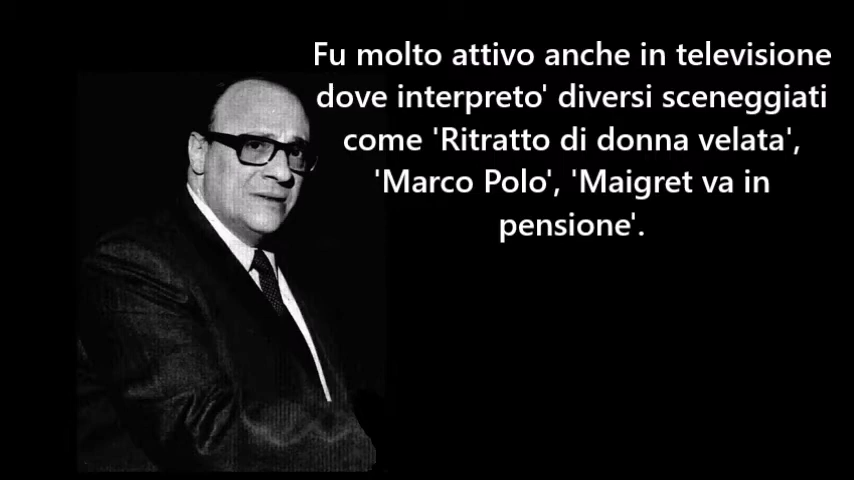 Fu molto attivo anche in televisione
dove interpreto' diversi sceneggiati
come 'Ritratto di donna velata',
'Marco Polo', 'Maigret va in
pensione'.